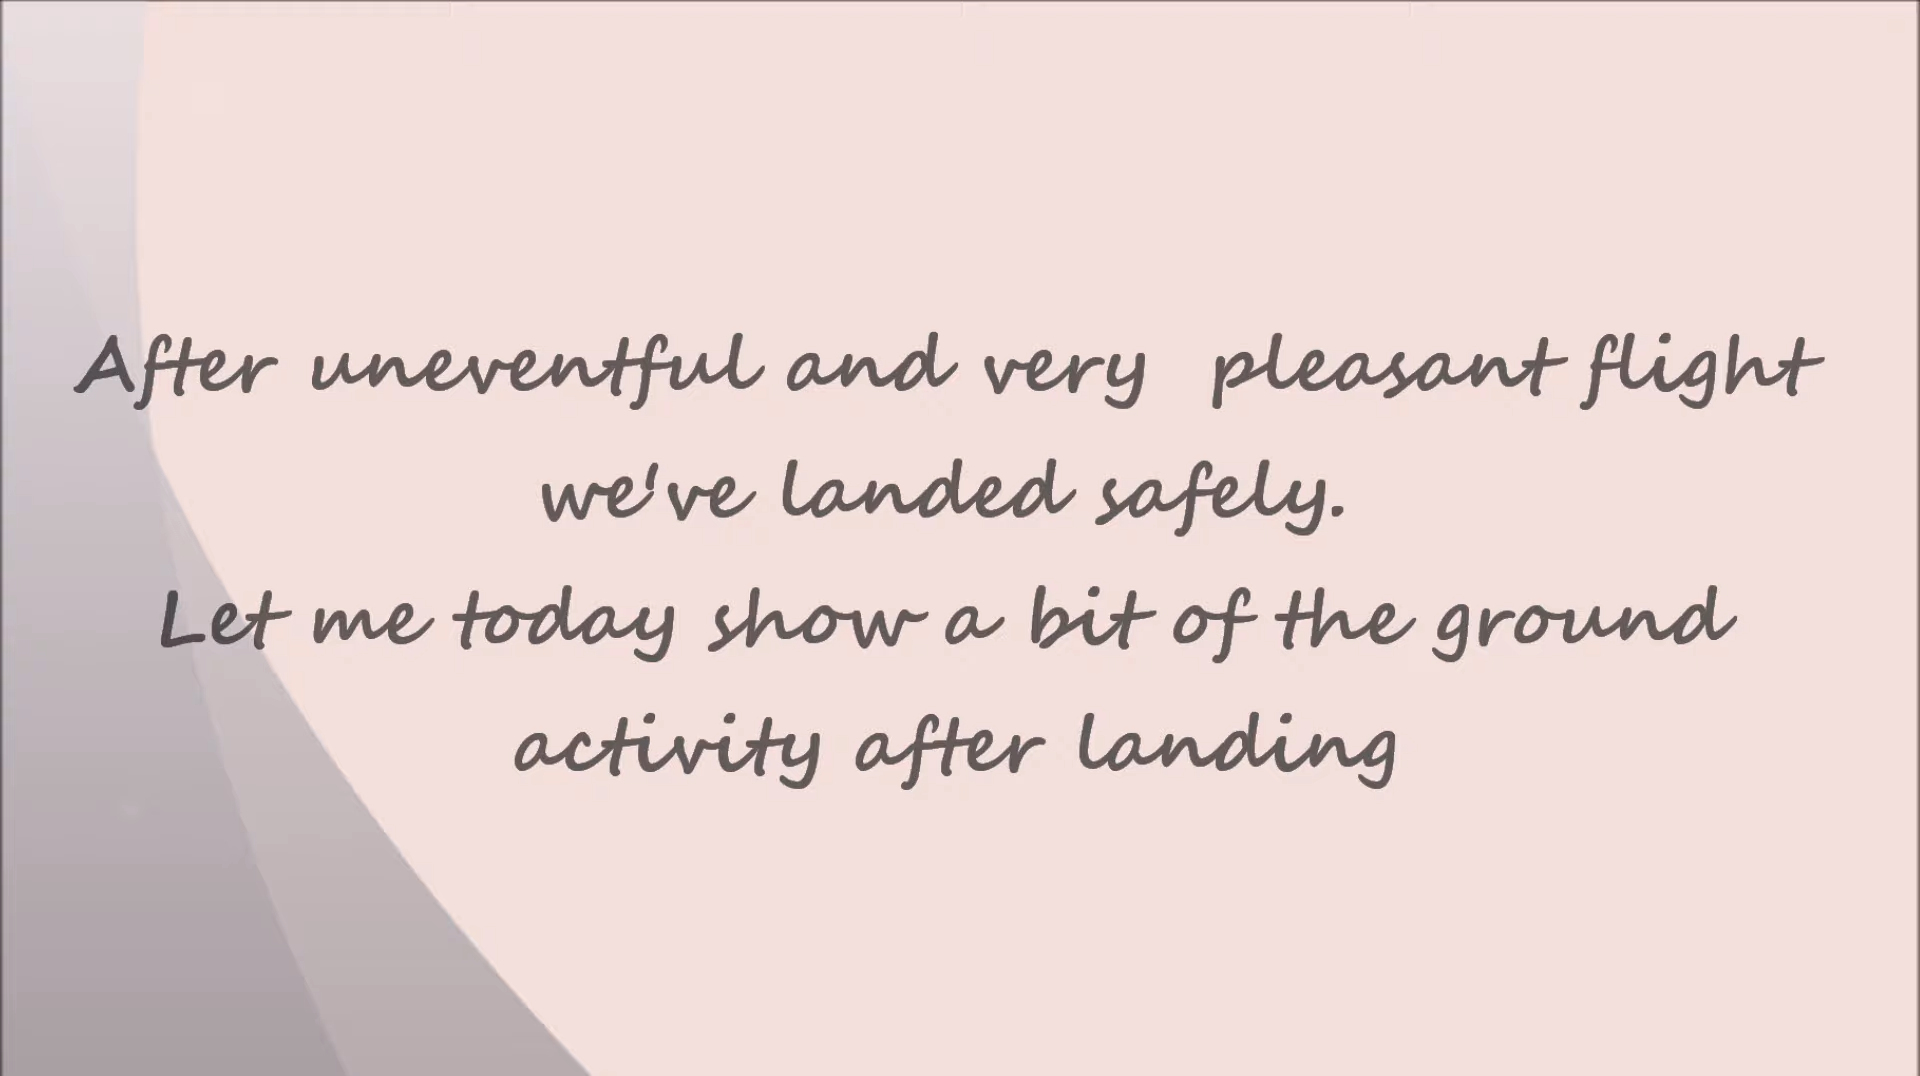 After uneventful and very  pleasant flight
we've landed safely.
Let me today show a bit of the ground
activity after landing